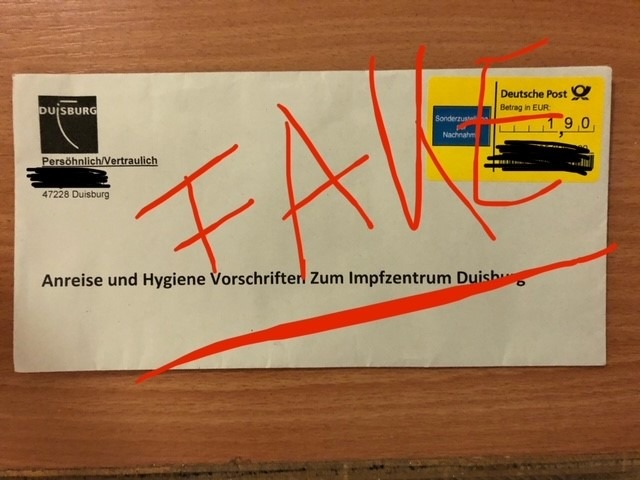 DUISBURG
Persöhnlich/Vertraulich
47228 Duisburg
Deutsche Post
Betrag in EUR:
Nachnahme
1,90
FAKE
Anreise und Hygiene Vorschriften Zum Impfzentrum Duisburg